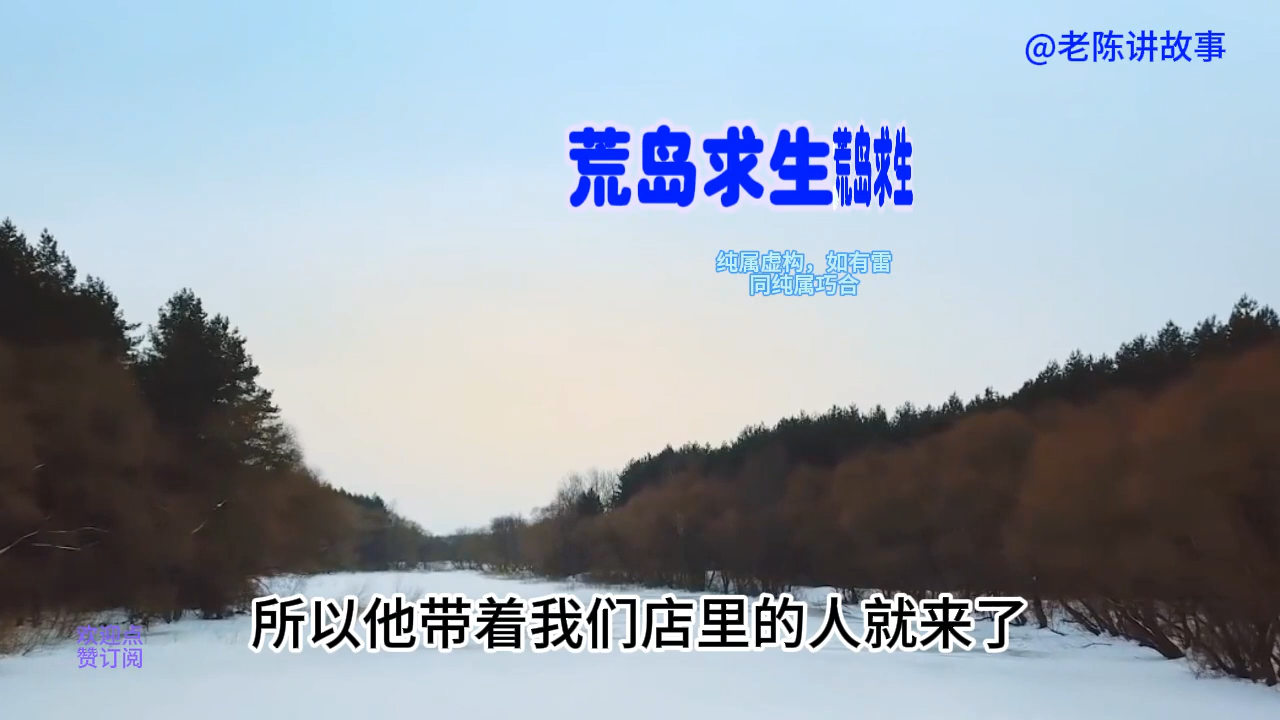 @老陈讲故事
荒岛求生荒岛求生
纯属虚构，如有雷
同纯属巧合
所以他带着我们店里的人就来了
欢迎点
赞订阅